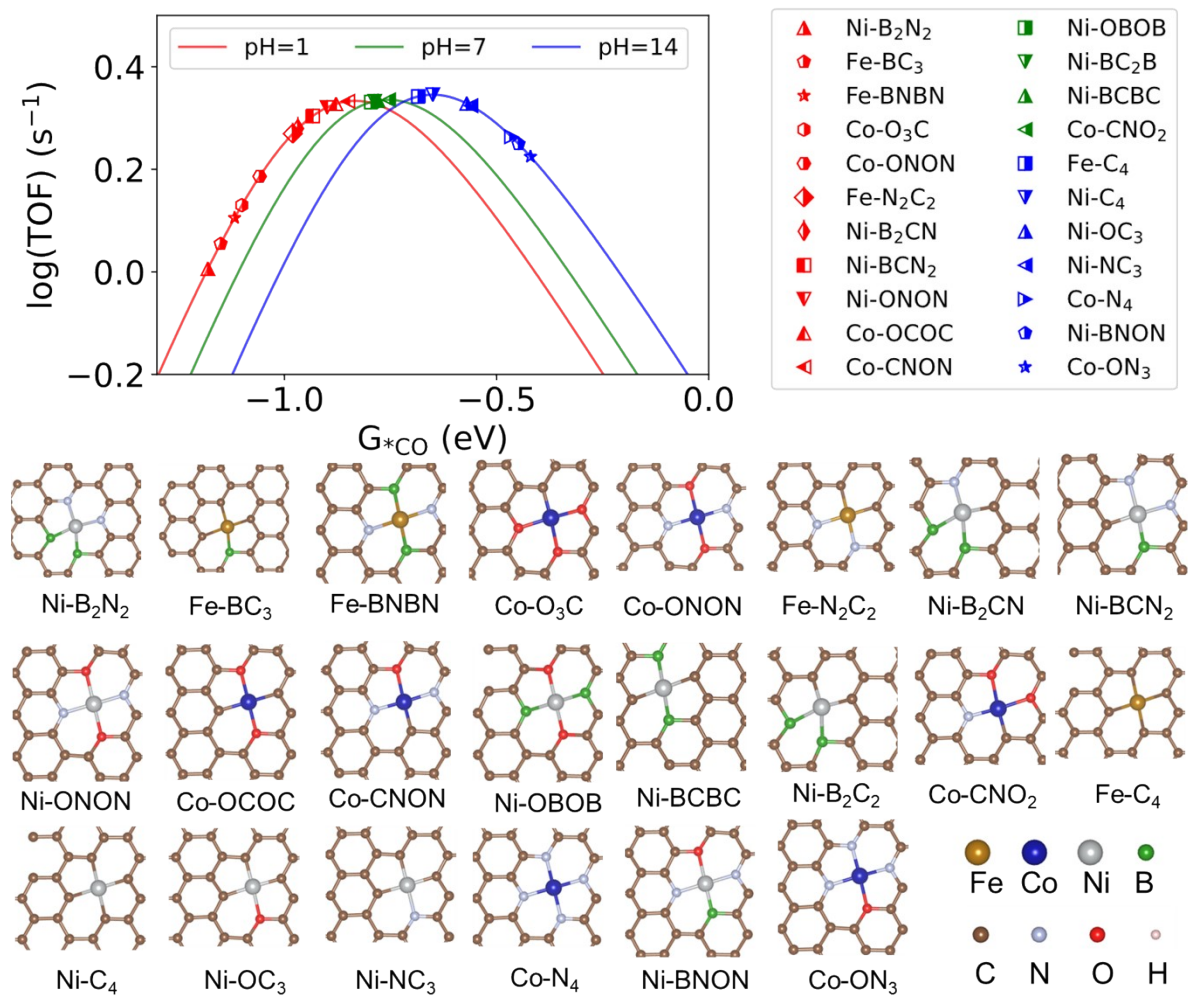 pH=1 pH=7 pH=14
0.4
0.2
0.0
−0.2
log(TOF) (s⁻¹)
−1.0 −0.5 0.0
G*CO (eV)
Ni-B₂N₂
Fe-BC₃
Fe-BNBN
Co-O₃C
Co-ONON
Fe-N₂C₂
Ni-B₂CN
Ni-BCN₂
Ni-ONON
Co-OCOC
Co-CNON
Ni-OBOB
Ni-BC₂B
Ni-BCBC
Co-CNO₂
Fe-C₄
Ni-C₄
Ni-OC₃
Ni-NC₃
Co-N₄
Ni-BNON
Co-ON₃
Ni-B₂N₂ Fe-BC₃ Fe-BNBN Co-O₃C Co-ONON Fe-N₂C₂ Ni-B₂CN Ni-BCN₂
Ni-ONON Co-OCOC Co-CNON Ni-OBOB Ni-BCBC Ni-B₂C₂ Co-CNO₂ Fe-C₄
Fe Co Ni B
C N O H
Ni-C₄ Ni-OC₃ Ni-NC₃ Co-N₄ Ni-BNON Co-ON₃